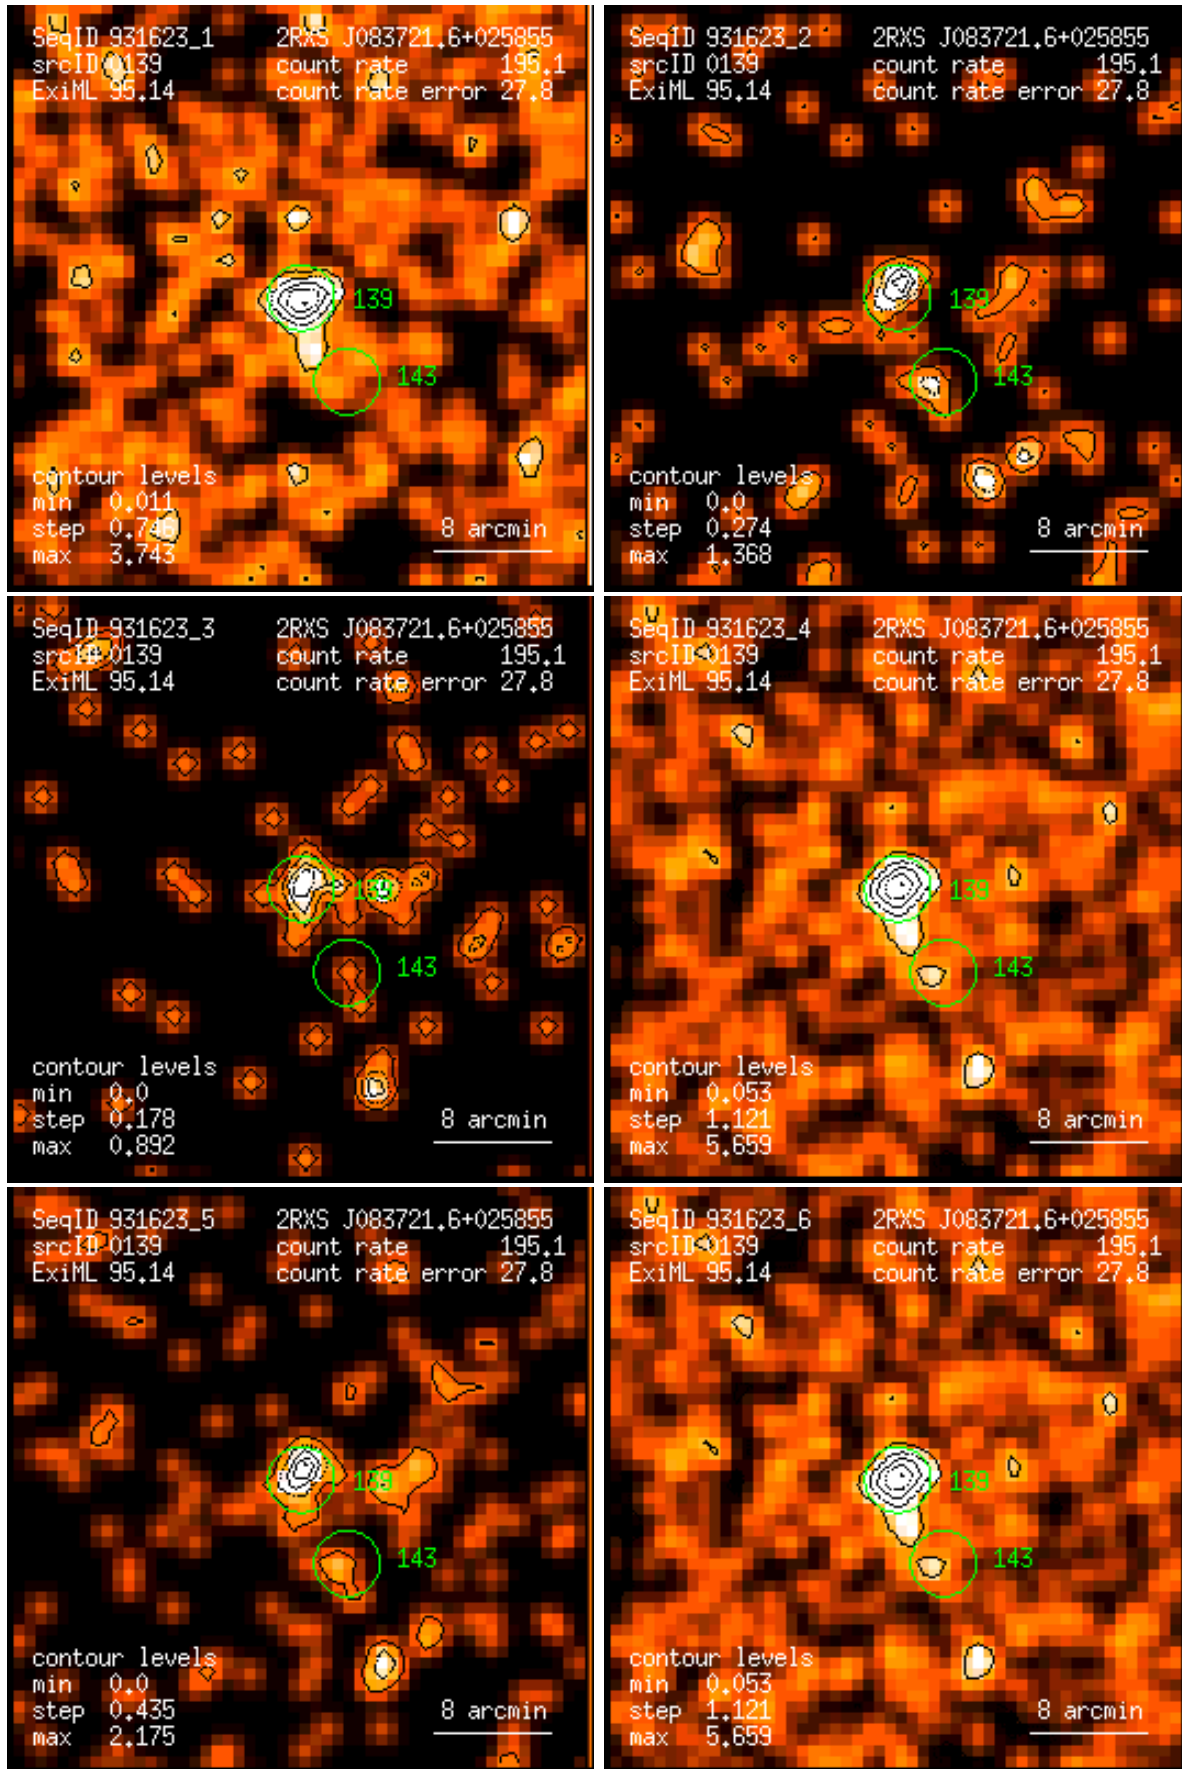 SeqID 931623_1 2RXS J083721.6+025855
srcID 0139 count rate 195.1
ExiML 95.14 count rate error 27.8
139
143
contour levels
min 0.011
step 0.746
max 3.743
8 arcmin
SeqID 931623_2 2RXS J083721.6+025855
srcID 0139 count rate 195.1
ExiML 95.14 count rate error 27.8
139
143
contour levels
min 0.0
step 0.274
max 1.368
8 arcmin
SeqID 931623_3 2RXS J083721.6+025855
srcID 0139 count rate 195.1
ExiML 95.14 count rate error 27.8
139
143
contour levels
min 0.0
step 0.178
max 0.892
8 arcmin
SeqID 931623_4 2RXS J083721.6+025855
srcID 0139 count rate 195.1
ExiML 95.14 count rate error 27.8
139
143
contour levels
min 0.053
step 1.121
max 5.659
8 arcmin
SeqID 931623_5 2RXS J083721.6+025855
srcID 0139 count rate 195.1
ExiML 95.14 count rate error 27.8
139
143
contour levels
min 0.0
step 0.435
max 2.175
8 arcmin
SeqID 931623_6 2RXS J083721.6+025855
srcID 0139 count rate 195.1
ExiML 95.14 count rate error 27.8
139
143
contour levels
min 0.053
step 1.121
max 5.659
8 arcmin